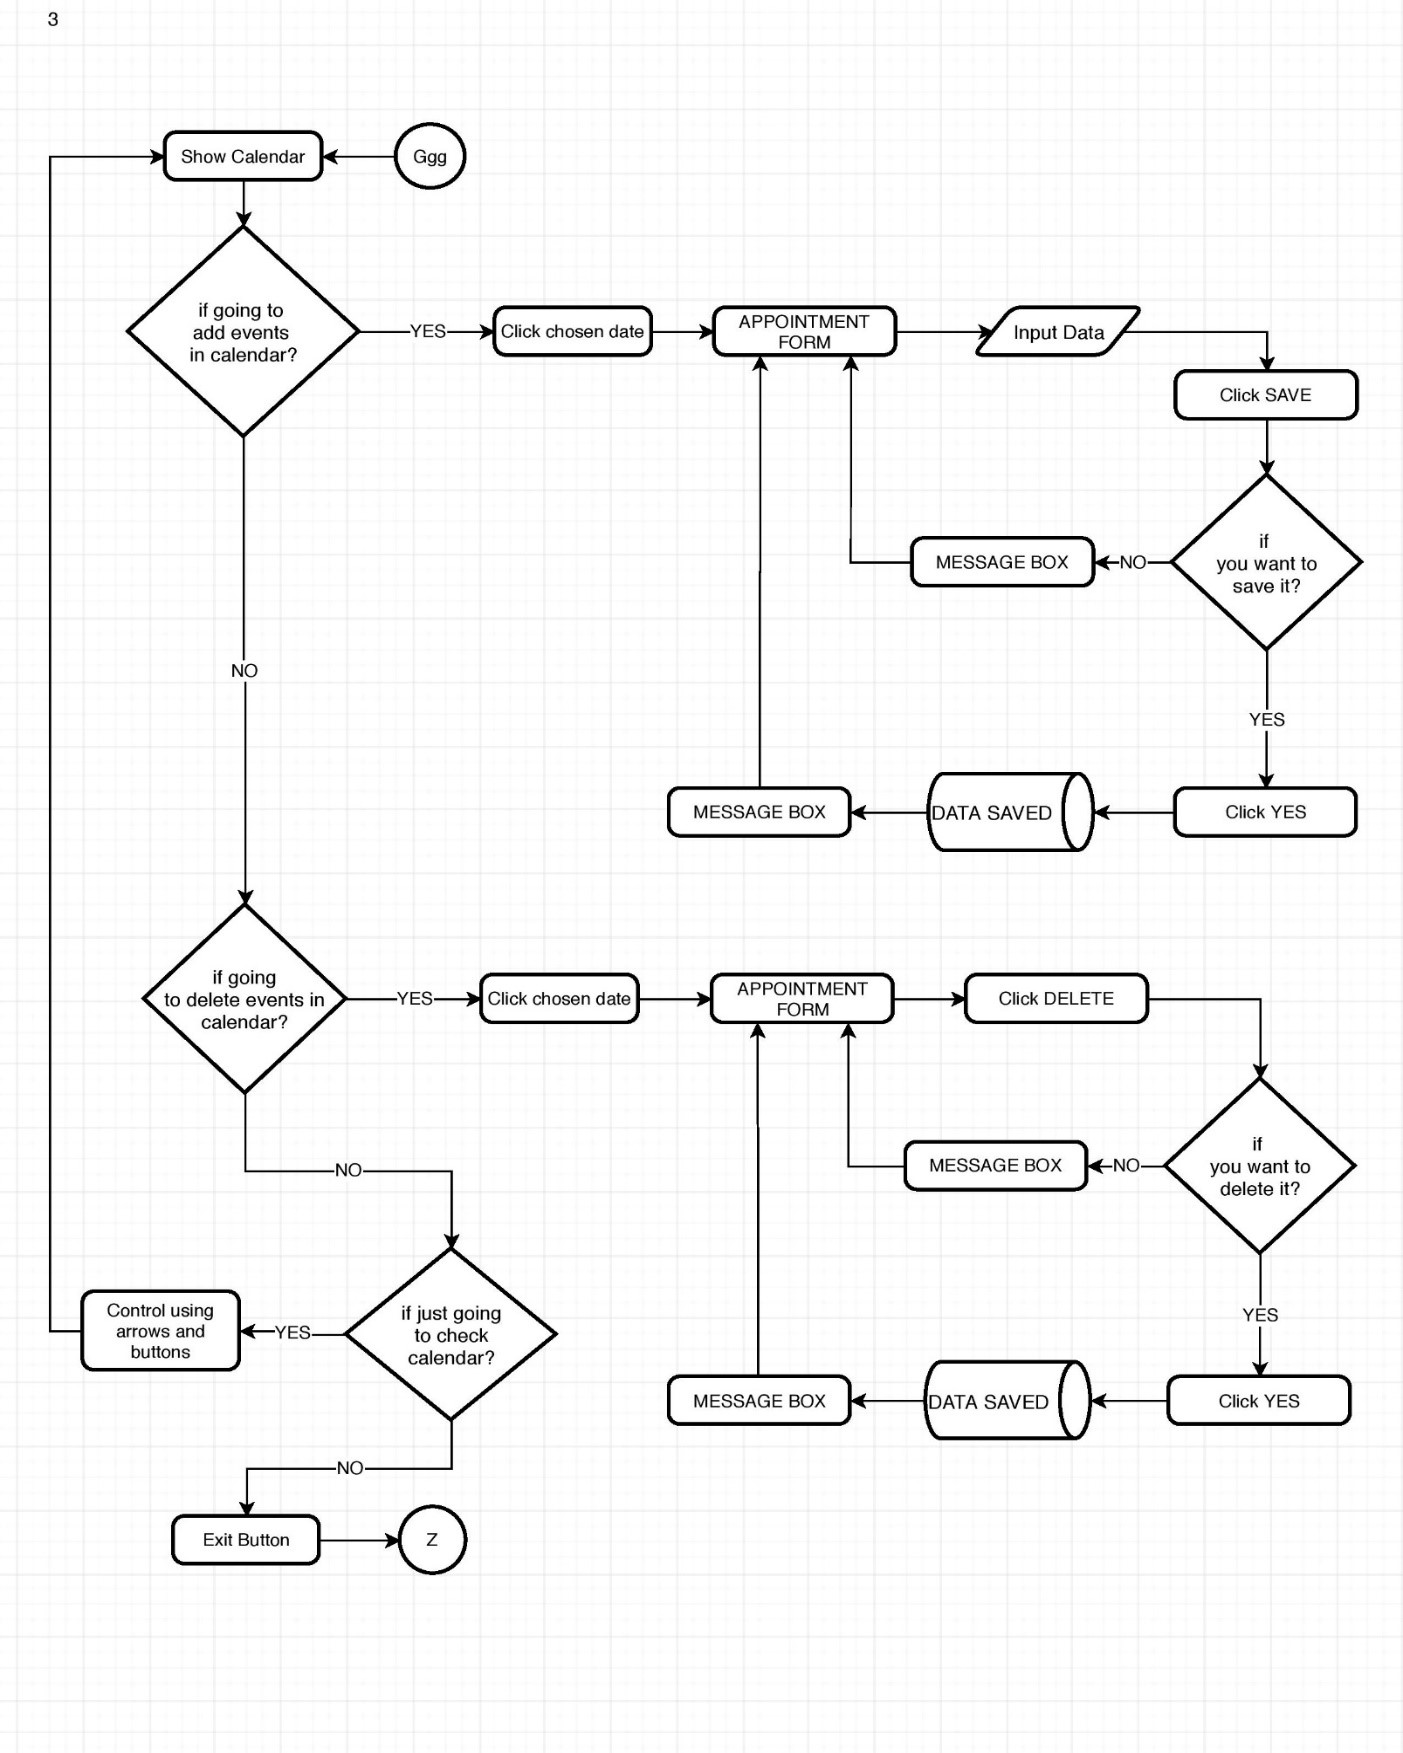 3
Show Calendar
Ggg
if going to
add events
in calendar?
YES
Click chosen date
APPOINTMENT
FORM
Input Data
Click SAVE
if
you want to
save it?
NO
MESSAGE BOX
YES
Click YES
DATA SAVED
MESSAGE BOX
NO
if going
to delete events in
calendar?
YES
Click chosen date
APPOINTMENT
FORM
Click DELETE
if
you want to
delete it?
NO
MESSAGE BOX
YES
Click YES
DATA SAVED
MESSAGE BOX
NO
if just going
to check
calendar?
YES
Control using
arrows and
buttons
NO
Exit Button
Z